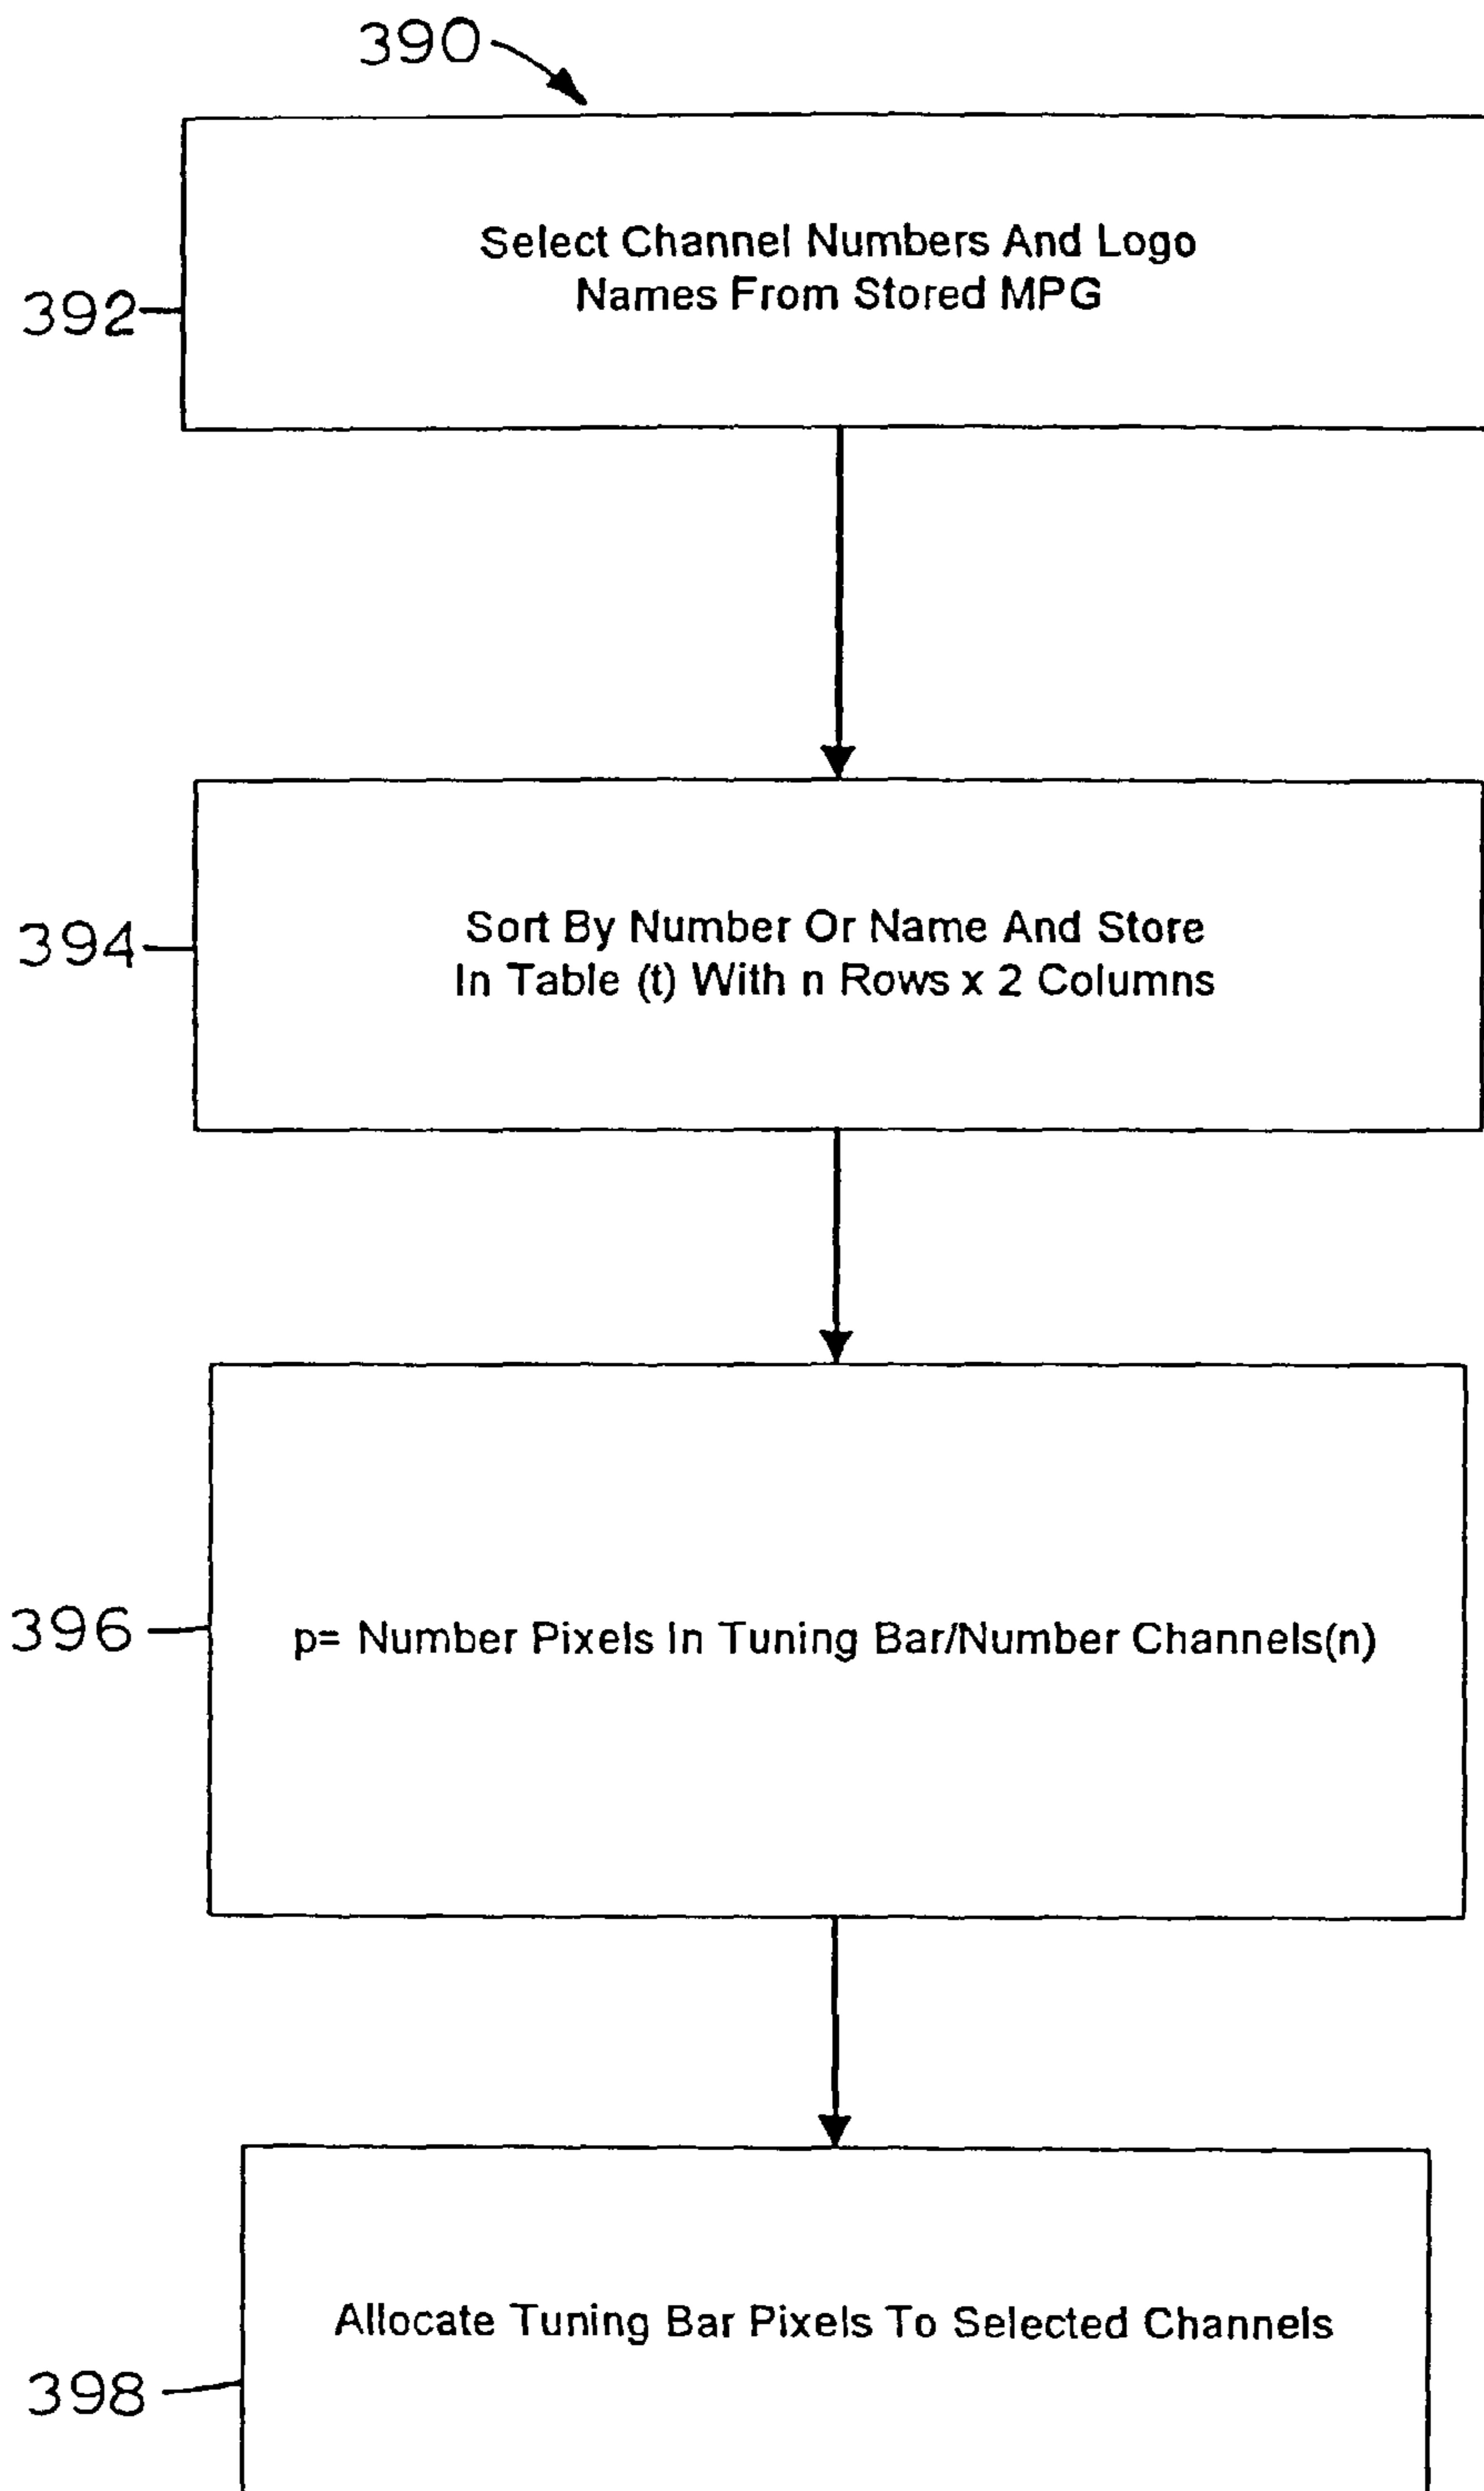 390
Select Channel Numbers And Logo
Names From Stored MPG
392
Sort By Number Or Name And Store
In Table (t) With n Rows x 2 Columns
394
p= Number Pixels In Tuning Bar/Number Channels(n)
396
Allocate Tuning Bar Pixels To Selected Channels
398